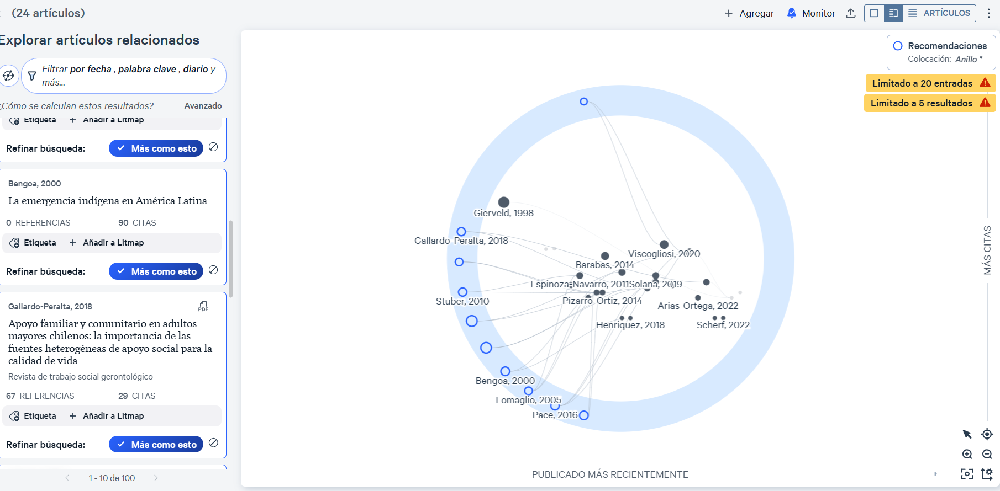 (24 artículos)
Agregar
Monitor
ARTÍCULOS
Explorar artículos relacionados
Filtrar por fecha , palabra clave , diario y
más...
¿Cómo se calculan estos resultados?
Avanzado
Etiqueta
Añadir a Litmap
Refinar búsqueda:
Más como esto
Bengoa, 2000
La emergencia indígena en América Latina
0 REFERENCIAS
90 CITAS
Etiqueta
Añadir a Litmap
Refinar búsqueda:
Más como esto
Gallardo-Peralta, 2018
PDF
Apoyo familiar y comunitario en adultos
mayores chilenos: la importancia de las
fuentes heterogéneas de apoyo social para la
calidad de vida
Revista de trabajo social gerontológico
67 REFERENCIAS
29 CITAS
Etiqueta
Añadir a Litmap
Refinar búsqueda:
Más como esto
1 - 10 de 100
Recomendaciones
Colocación: Anillo *
Limitado a 20 entradas
Limitado a 5 resultados
Gierveld, 1998
Gallardo-Peralta, 2018
Viscogliosi, 2020
Barabas, 2014
Espinoza-Navarro, 2011
Solana, 2019
Stuber, 2010
Pizarro-Ortiz, 2014
Arias-Ortega, 2022
Henriquez, 2018
Scherf, 2022
Bengoa, 2000
Lomaglio, 2005
Pace, 2016
MÁS CITAS
PUBLICADO MÁS RECIENTEMENTE